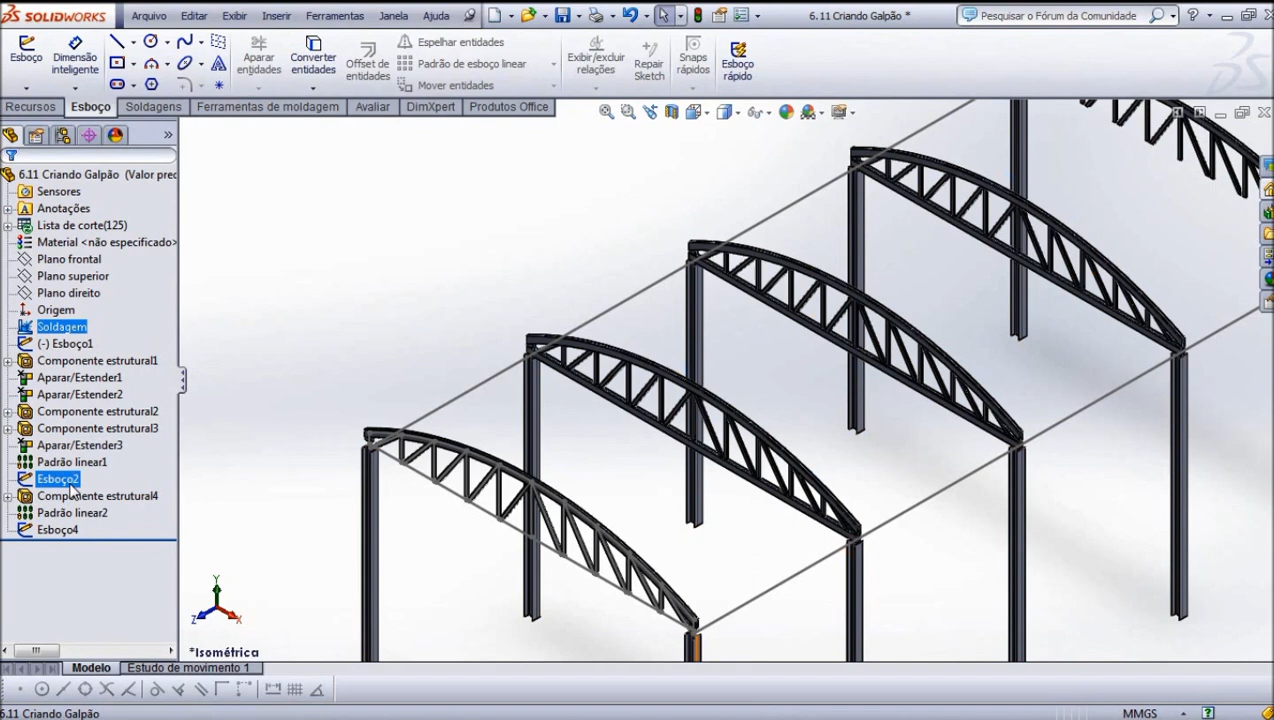 SOLIDWORKS Arquivo Editar Exibir Inserir Ferramentas Janela Ajuda 6.11 Criando Galpão * Pesquisar o Fórum da Comunidade
Esboço Dimensão inteligente Aparar entidades Converter entidades Offset de entidades Espelhar entidades Padrão de esboço linear Mover entidades Exibir/excluir relações Repair Sketch Snaps rápidos Esboço rápido
Recursos Esboço Soldagens Ferramentas de moldagem Avaliar DimXpert Produtos Office
6.11 Criando Galpão (Valor pre
Sensores
Anotações
Lista de corte(125)
Material <não especificado>
Plano frontal
Plano superior
Plano direito
Origem
Soldagem
(-) Esboço1
Componente estrutural1
Aparar/Estender1
Aparar/Estender2
Componente estrutural2
Componente estrutural3
Aparar/Estender3
Padrão linear1
Esboço2
Componente estrutural4
Padrão linear2
Esboço4
Y
Z X
*Isométrica
Modelo Estudo de movimento 1
6.11 Criando Galpão MMGS